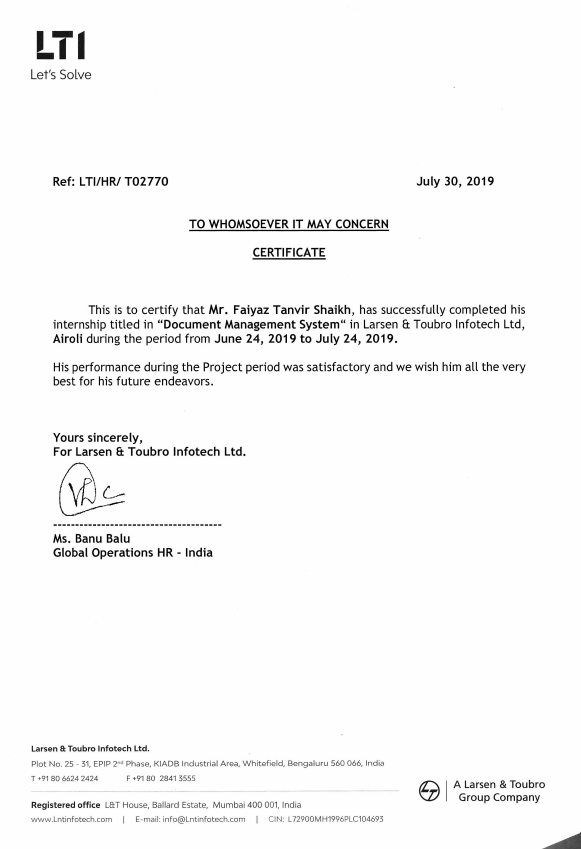 LTI
Let's Solve
Ref: LTI/HR/ T02770 July 30, 2019
TO WHOMSOEVER IT MAY CONCERN
CERTIFICATE
This is to certify that Mr. Faiyaz Tanvir Shaikh, has successfully completed his
internship titled in “Document Management System“ in Larsen & Toubro Infotech Ltd,
Airoli during the period from June 24, 2019 to July 24, 2019.
His performance during the Project period was satisfactory and we wish him all the very
best for his future endeavors.
Yours sincerely,
For Larsen & Toubro Infotech Ltd.
---------------------------------------
Ms. Banu Balu
Global Operations HR - India
Larsen & Toubro Infotech Ltd.
Plot No. 25 - 31, EPIP 2nd Phase, KIADB Industrial Area, Whitefield, Bengaluru 560 066, India
T +91 80 6624 2424 F +91 80 2841 3555
Registered office L&T House, Ballard Estate, Mumbai 400 001, India
www.Lntinfotech.com | E-mail: info@Lntinfotech.com | CIN: L72900MH1996PLC104693
A Larsen & Toubro
Group Company